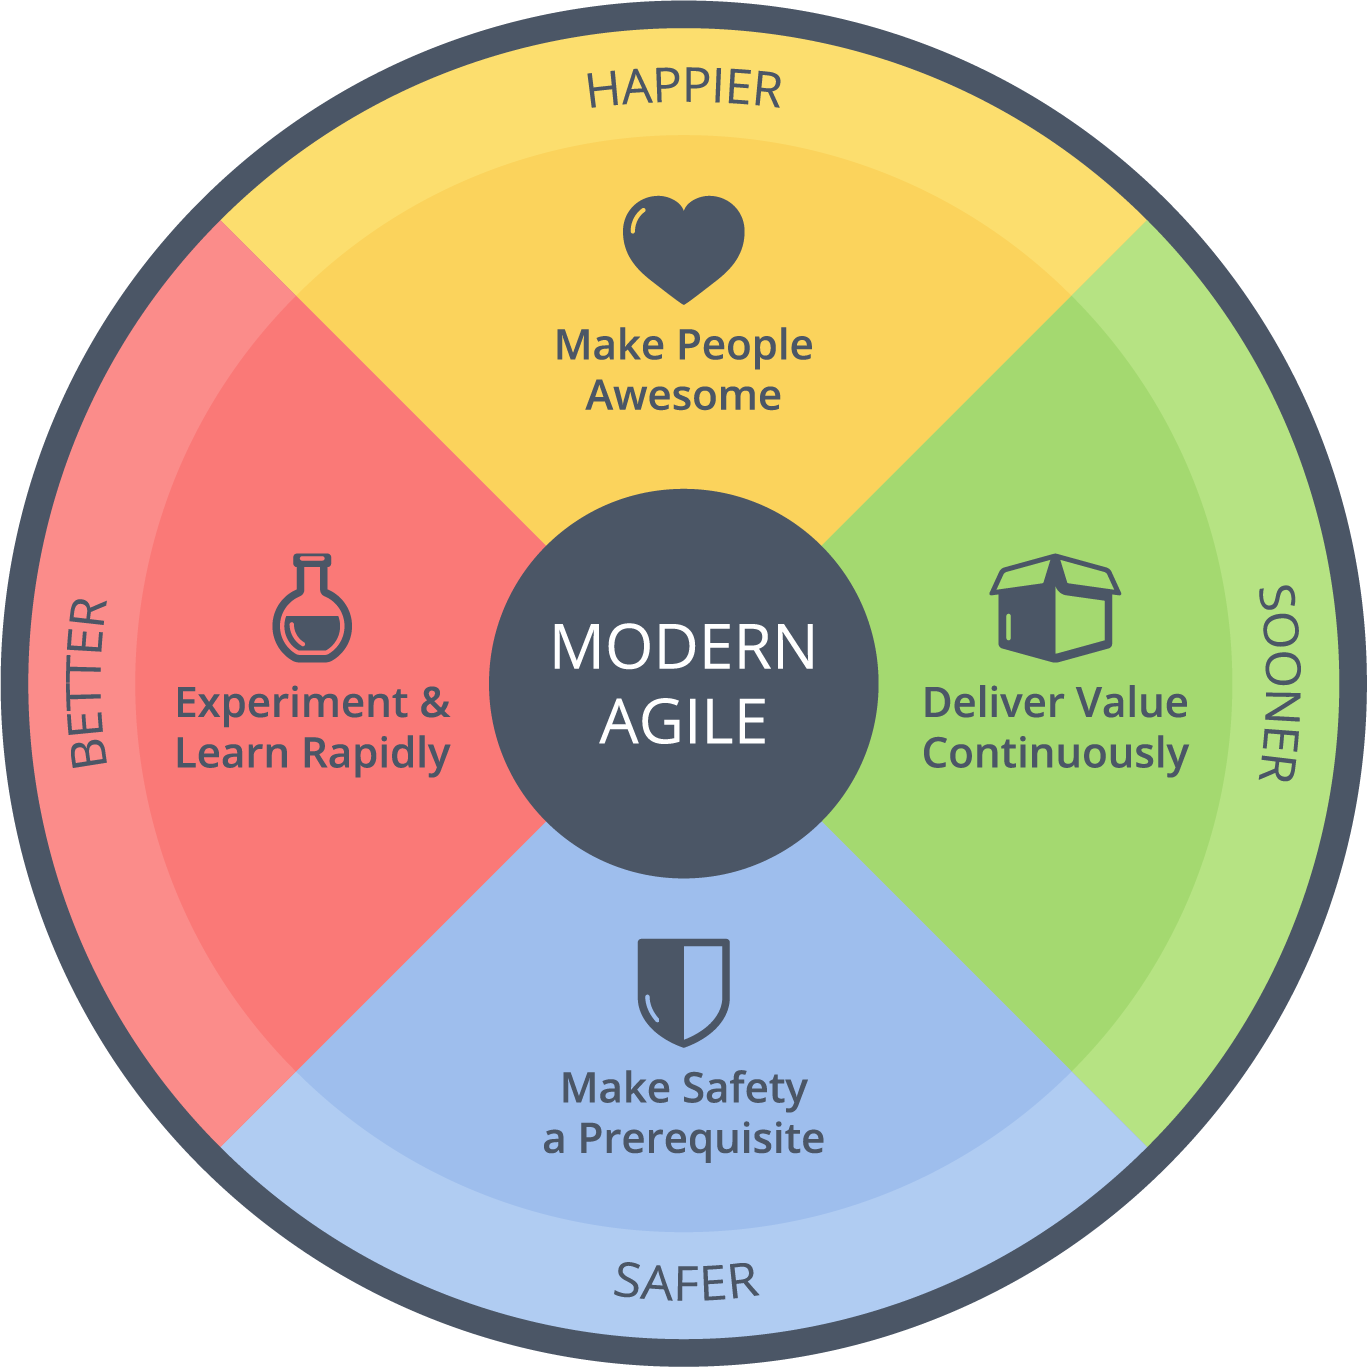 HAPPIER
Make People
Awesome
BETTER
Experiment &
Learn Rapidly
MODERN
AGILE
Deliver Value
Continuously
SOONER
Make Safety
a Prerequisite
SAFER